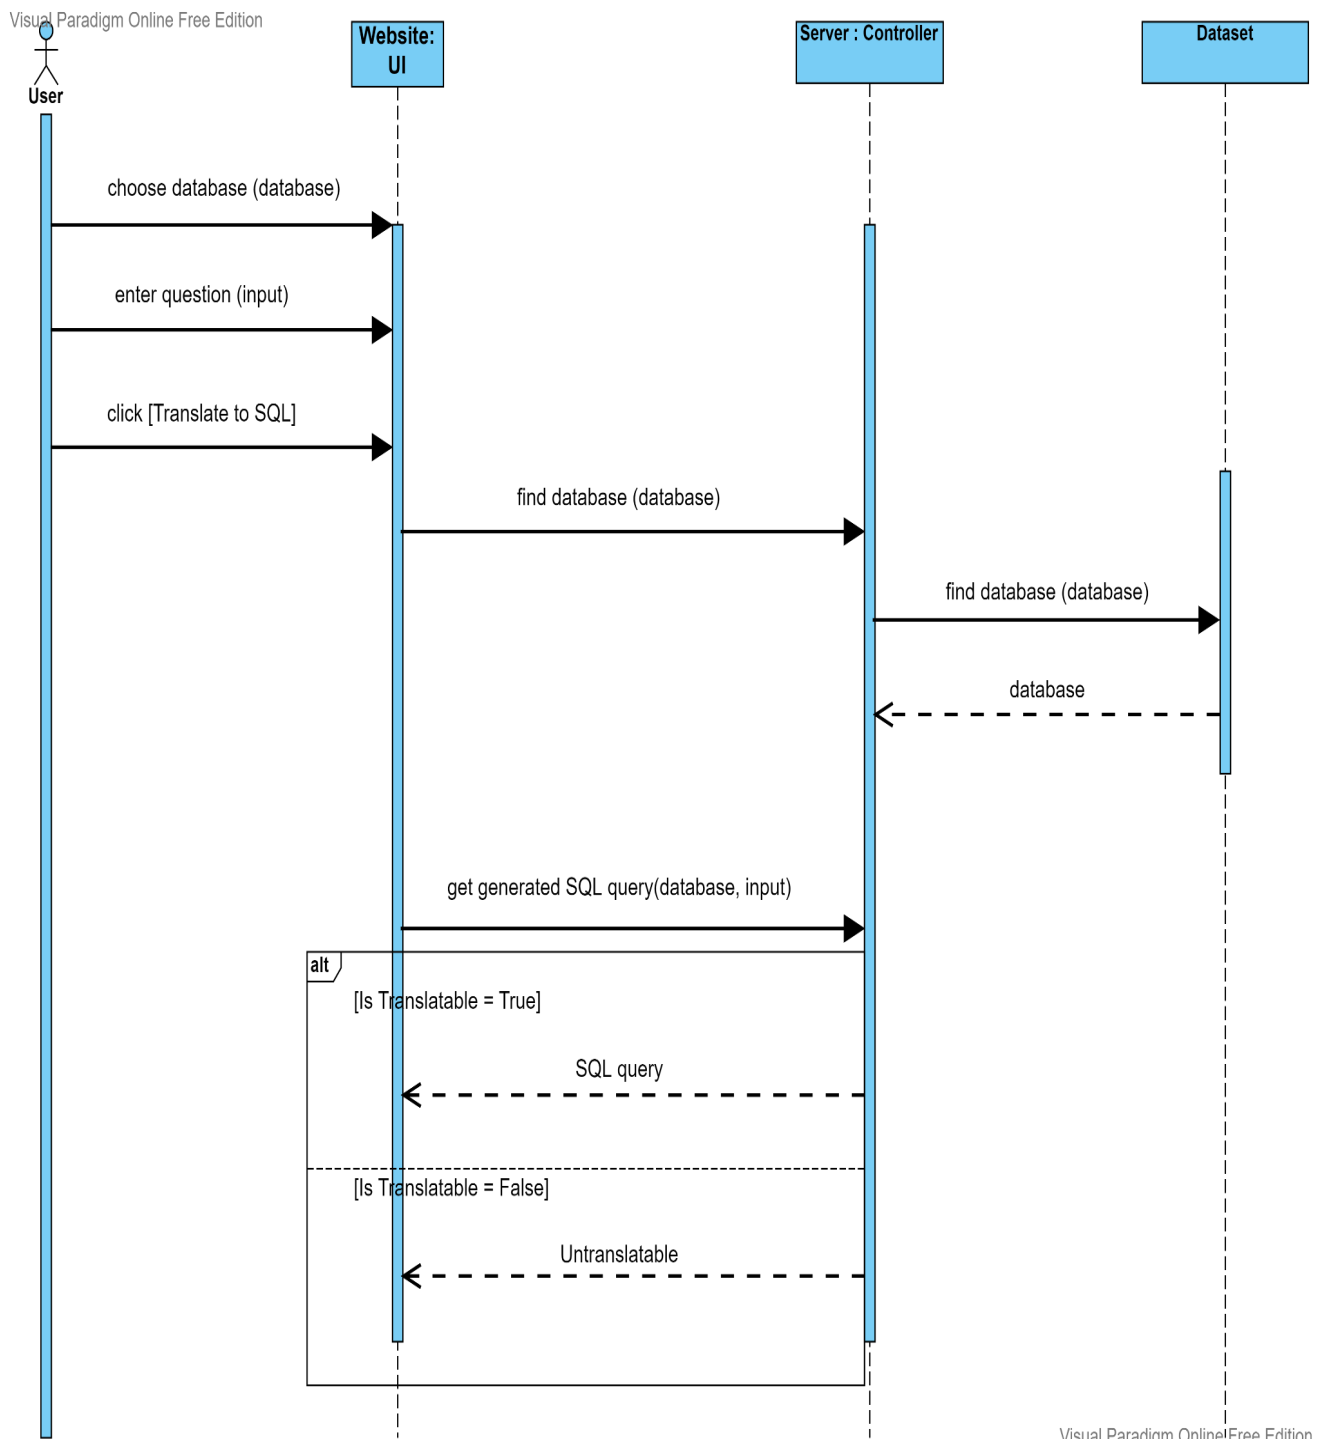 Visual Paradigm Online Free Edition
User
Website:
UI
Server : Controller
Dataset
choose database (database)
enter question (input)
click [Translate to SQL]
find database (database)
find database (database)
database
get generated SQL query(database, input)
alt
[Is Translatable = True]
SQL query
[Is Translatable = False]
Untranslatable
Visual Paradigm Online Free Edition